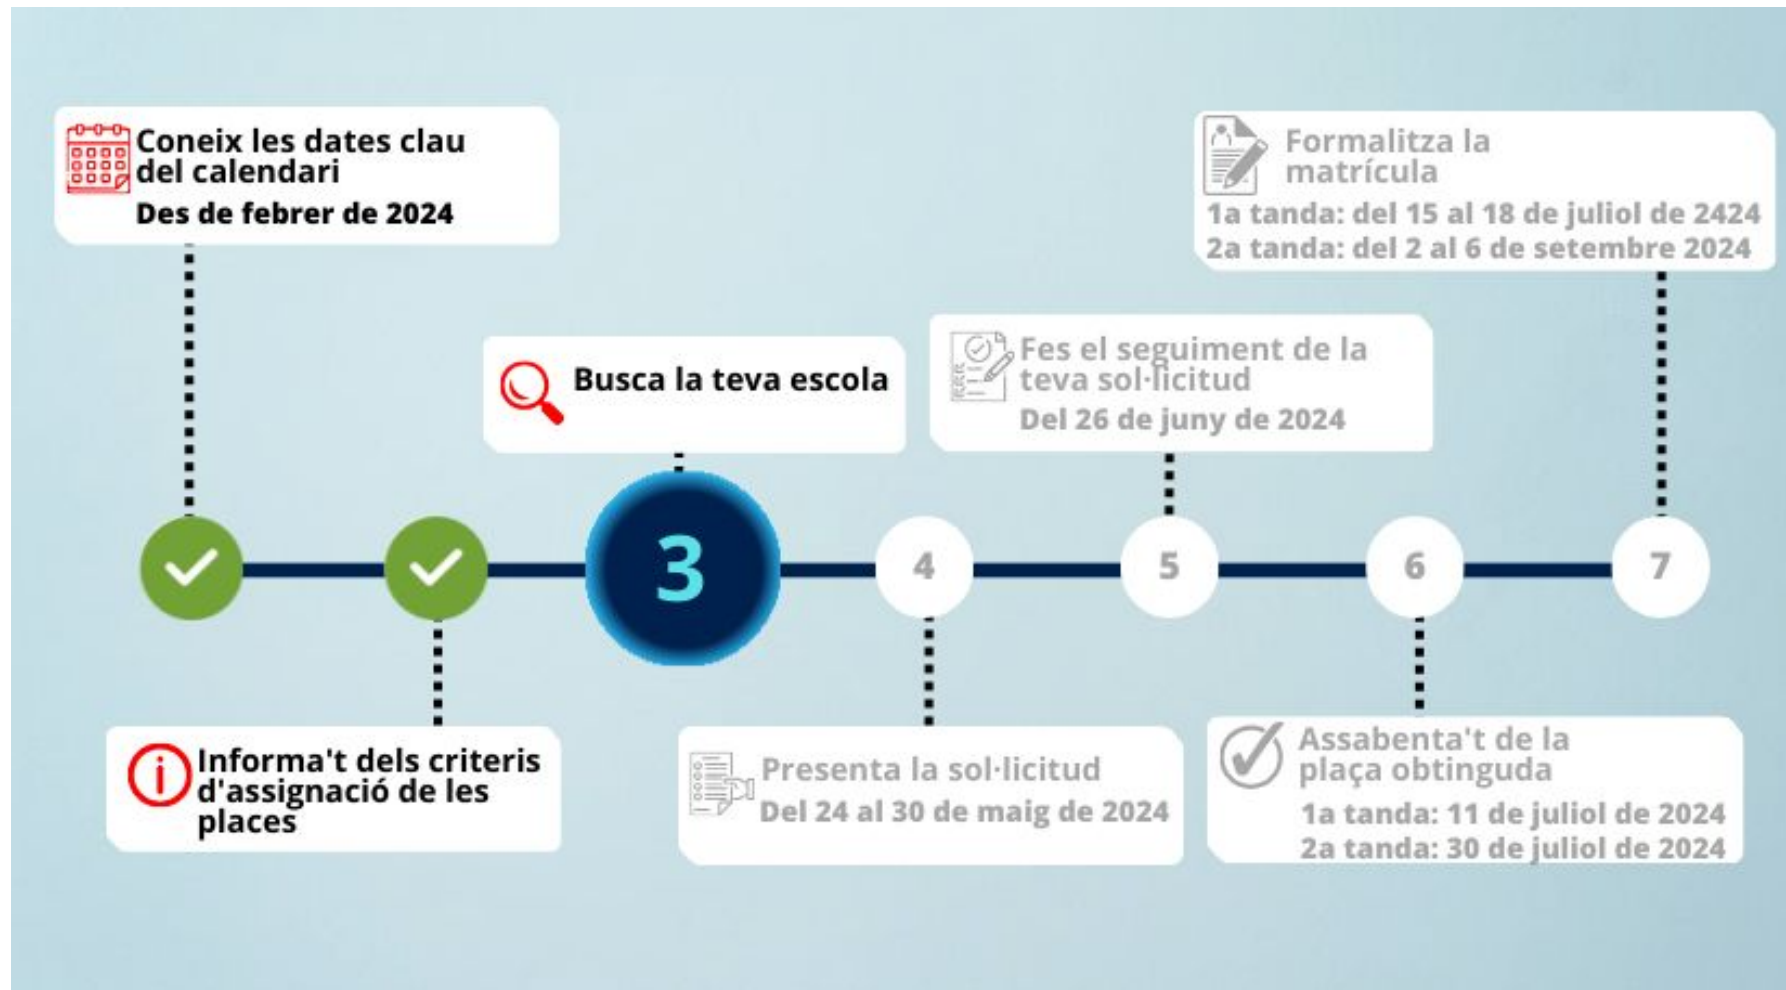 Coneix les dates clau
del calendari
Des de febrer de 2024
Informa't dels criteris
d'assignació de les
places
Busca la teva escola
3
4
Presenta la sol·licitud
Del 24 al 30 de maig de 2024
Fes el seguiment de la
teva sol·licitud
Del 26 de juny de 2024
5
6
Assabenta't de la
plaça obtinguda
1a tanda: 11 de juliol de 2024
2a tanda: 30 de juliol de 2024
Formalitza la
matrícula
1a tanda: del 15 al 18 de juliol de 2424
2a tanda: del 2 al 6 de setembre 2024
7